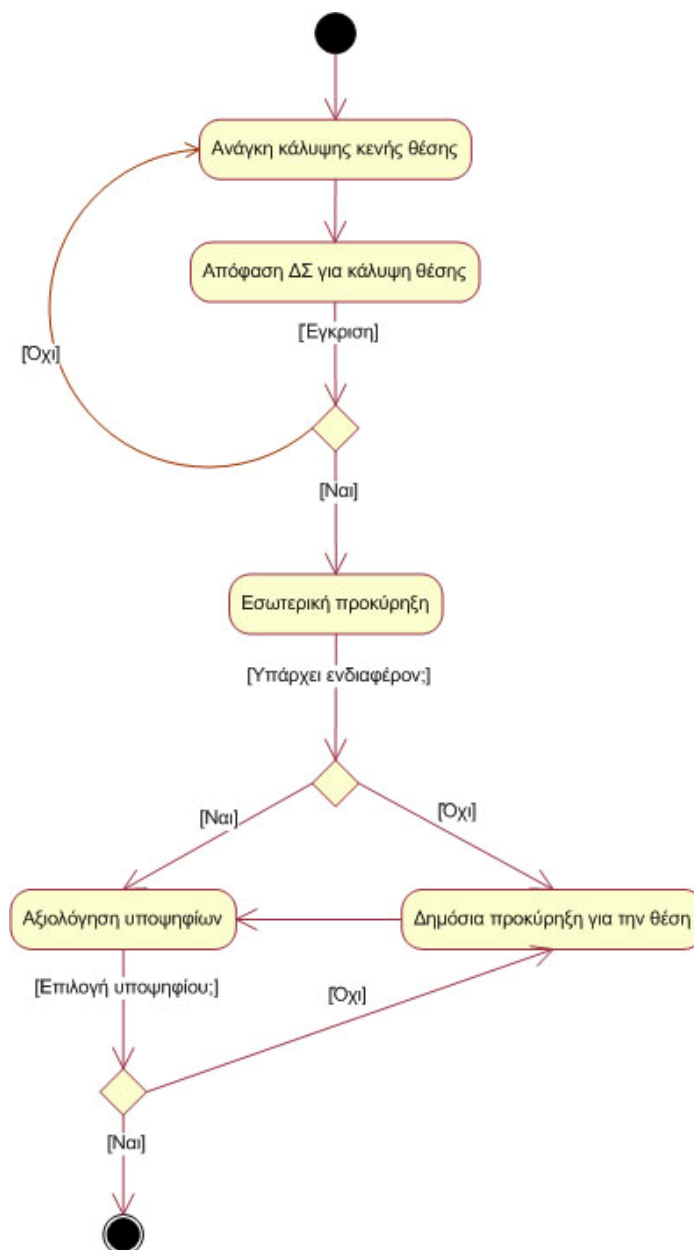 Ανάγκη κάλυψης κενής θέσης
Απόφαση ΔΣ για κάλυψη θέσης
[Έγκριση]
[Όχι]
[Ναι]
Εσωτερική προκύρηξη
[Υπάρχει ενδιαφέρον;]
[Ναι]
[Όχι]
Αξιολόγηση υποψηφίων
Δημόσια προκύρηξη για την θέση
[Επιλογή υποψηφίου;]
[Όχι]
[Ναι]